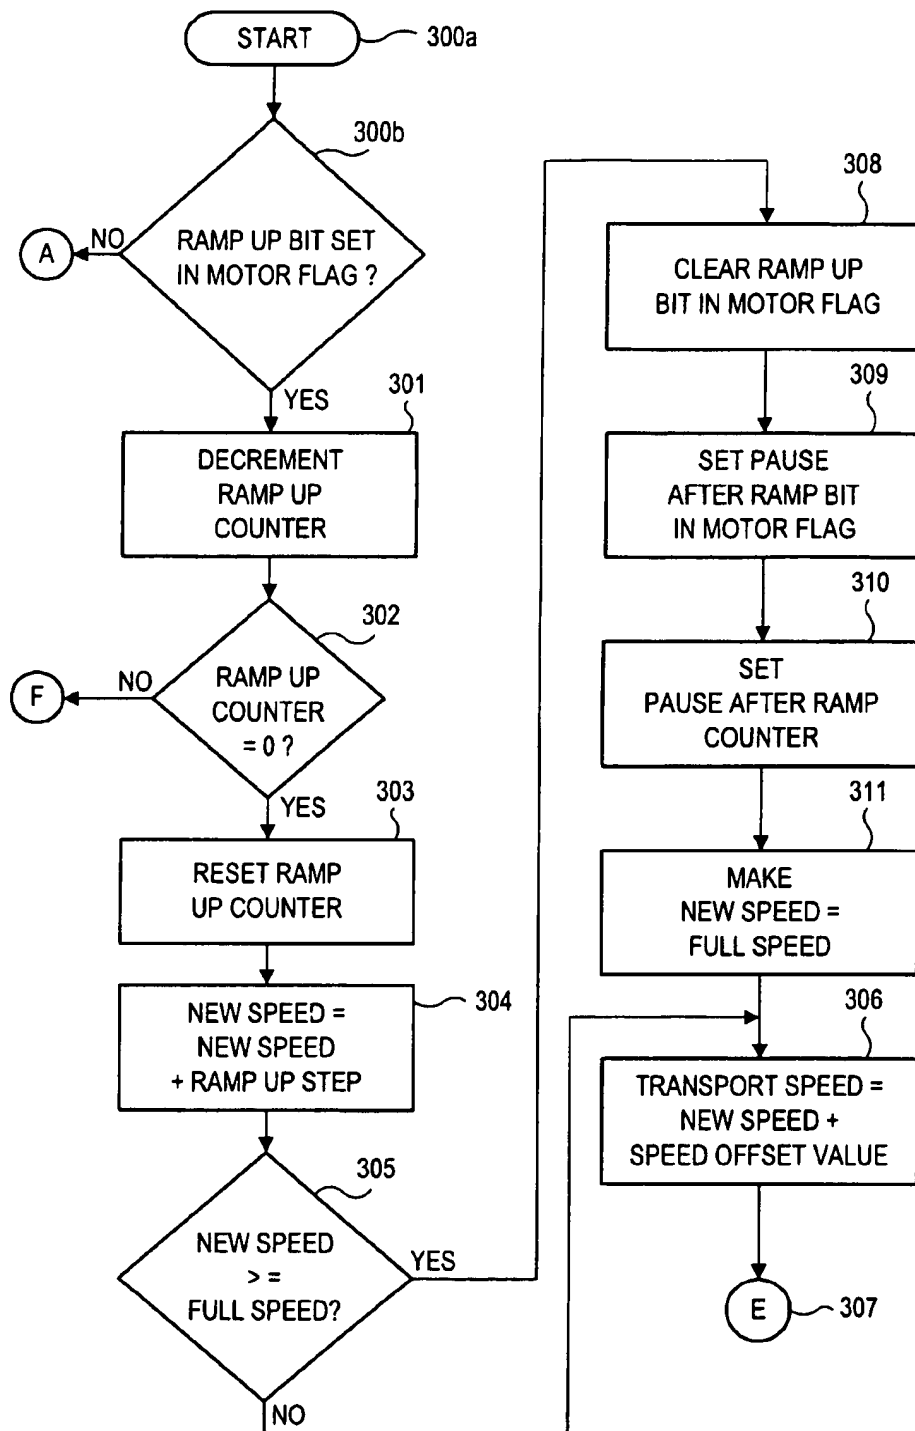 START
300a
300b
A
NO
RAMP UP BIT SET
IN MOTOR FLAG ?
YES
301
DECREMENT
RAMP UP
COUNTER
302
F
NO
RAMP UP
COUNTER
= 0 ?
YES
303
RESET RAMP
UP COUNTER
304
NEW SPEED =
NEW SPEED
+ RAMP UP STEP
305
NEW SPEED
> =
FULL SPEED?
YES
NO
308
CLEAR RAMP UP
BIT IN MOTOR FLAG
309
SET PAUSE
AFTER RAMP BIT
IN MOTOR FLAG
310
SET
PAUSE AFTER RAMP
COUNTER
311
MAKE
NEW SPEED =
FULL SPEED
306
TRANSPORT SPEED =
NEW SPEED +
SPEED OFFSET VALUE
E
307